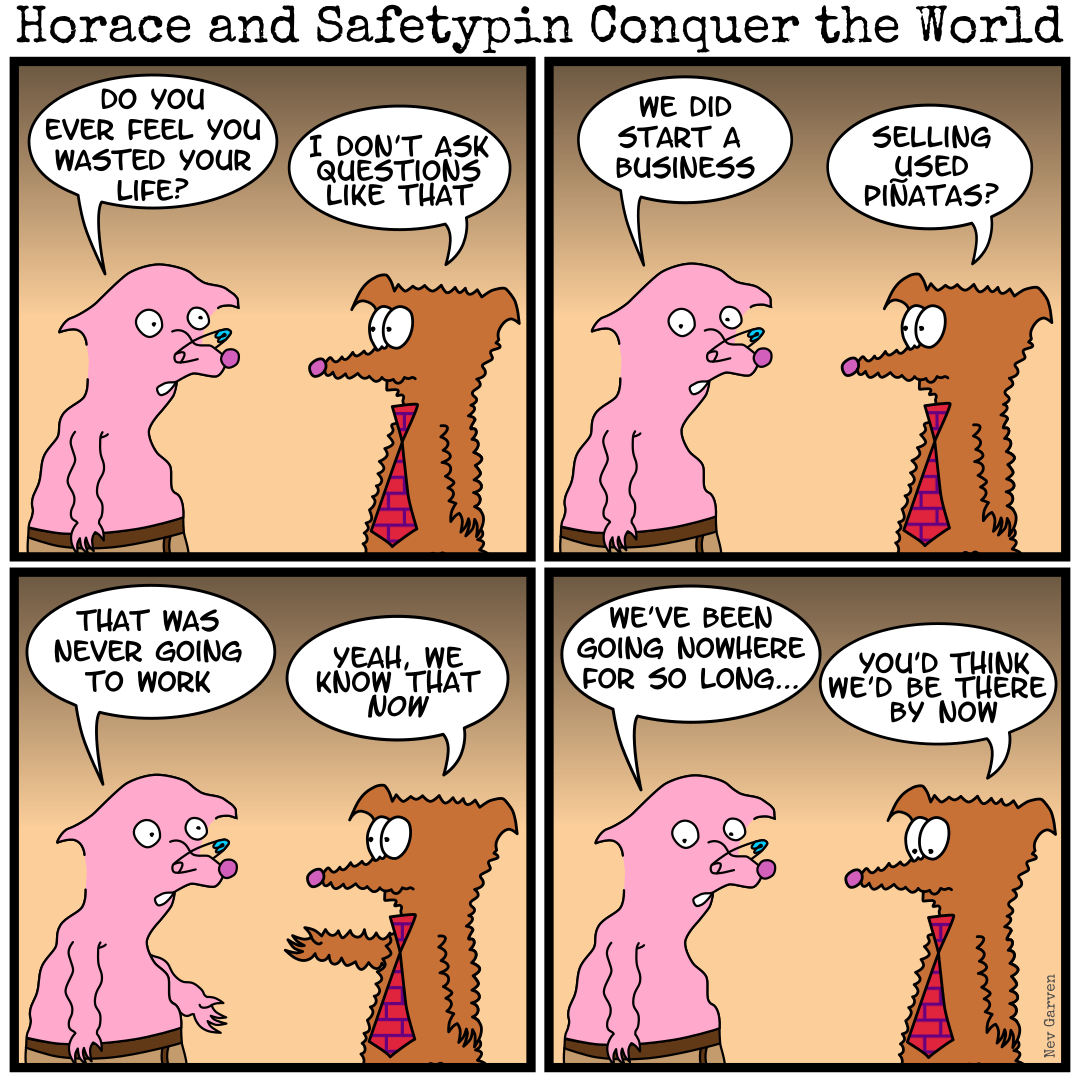 Horace and Safetypin Conquer the World
DO YOU
EVER FEEL YOU
WASTED YOUR
LIFE?
I DON'T ASK
QUESTIONS
LIKE THAT
WE DID
START A
BUSINESS
SELLING
USED
PIÑATAS?
THAT WAS
NEVER GOING
TO WORK
YEAH, WE
KNOW THAT
NOW
WE'VE BEEN
GOING NOWHERE
FOR SO LONG...
YOU'D THINK
WE'D BE THERE
BY NOW
Nev Garven